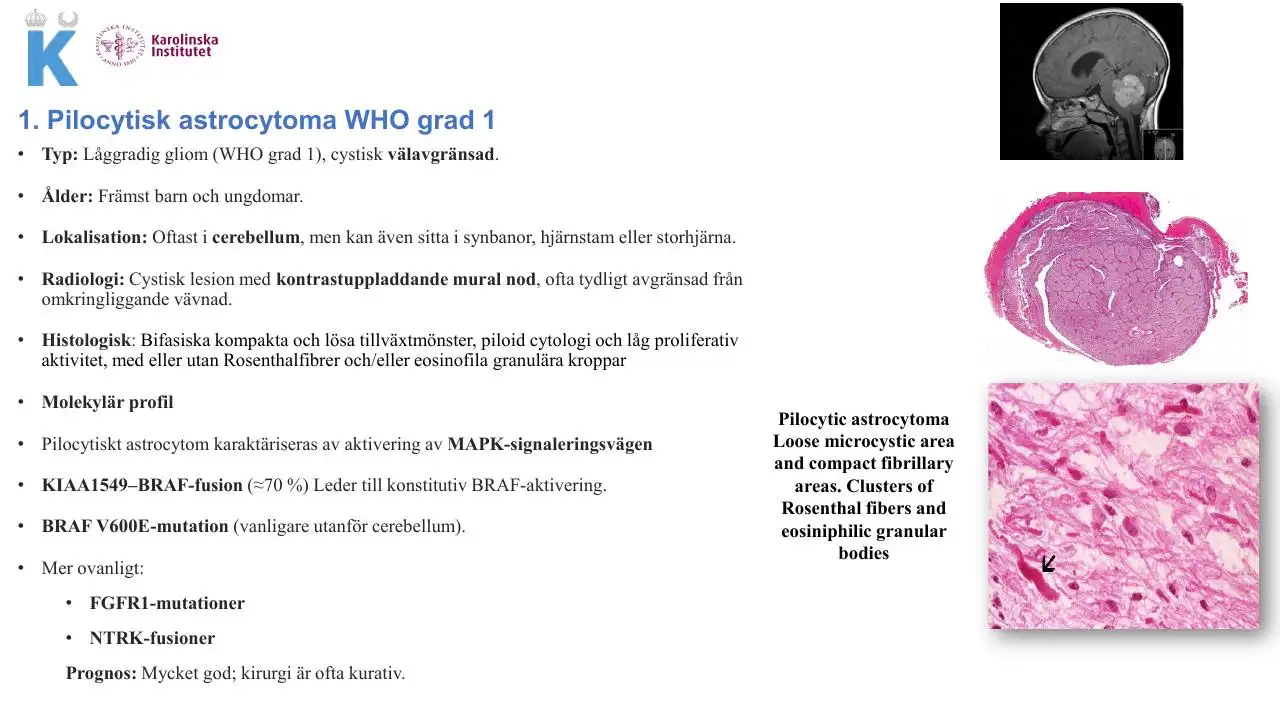 K
KAROLINSKA INSTITUTET
ANNO 1810
Karolinska
Institutet
1. Pilocytisk astrocytoma WHO grad 1
• Typ: Låggradig gliom (WHO grad 1), cystisk välavgränsad.
• Ålder: Främst barn och ungdomar.
• Lokalisation: Oftast i cerebellum, men kan även sitta i synbanor, hjärnstam eller storhjärna.
• Radiologi: Cystisk lesion med kontrastuppladdande mural nod, ofta tydligt avgränsad från
omkringliggande vävnad.
• Histologisk: Bifasiska kompakta och lösa tillväxtmönster, piloid cytologi och låg proliferativ
aktivitet, med eller utan Rosenthalfibrer och/eller eosinofila granulära kroppar
• Molekylär profil
• Pilocytiskt astrocytom karaktäriseras av aktivering av MAPK-signaleringsvägen
• KIAA1549–BRAF-fusion (≈70 %) Leder till konstitutiv BRAF-aktivering.
• BRAF V600E-mutation (vanligare utanför cerebellum).
• Mer ovanligt:
• FGFR1-mutationer
• NTRK-fusioner
Prognos: Mycket god; kirurgi är ofta kurativ.
Pilocytic astrocytoma
Loose microcystic area
and compact fibrillary
areas. Clusters of
Rosenthal fibers and
eosiniphilic granular
bodies